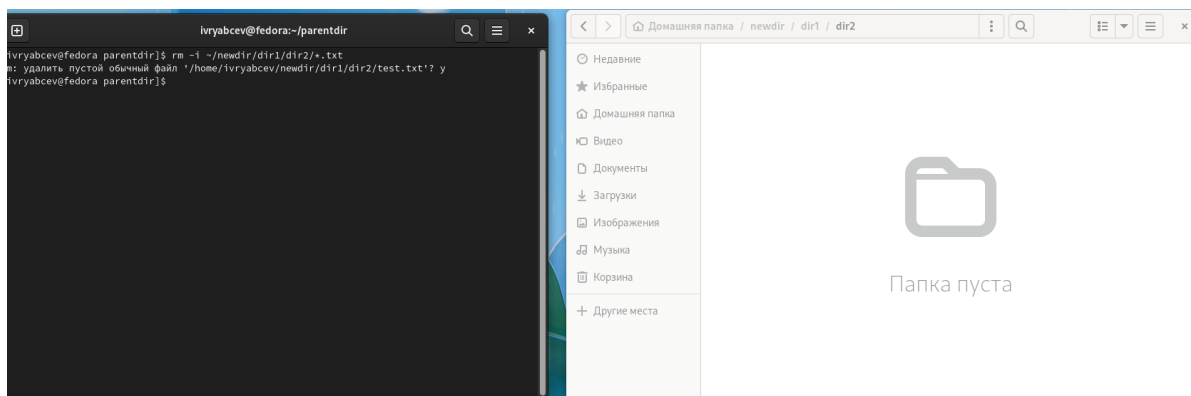 ivryabcev@fedora:~/parentdir
ivryabcev@fedora parentdir]$ rm -i ~/newdir/dir1/dir2/*.txt
m: удалить пустой обычный файл '/home/ivryabcev/newdir/dir1/dir2/test.txt'? y
ivryabcev@fedora parentdir]$
Домашняя папка / newdir / dir1 / dir2
Недавние
Избранные
Домашняя папка
Видео
Документы
Загрузки
Изображения
Музыка
Корзина
Другие места
Папка пуста